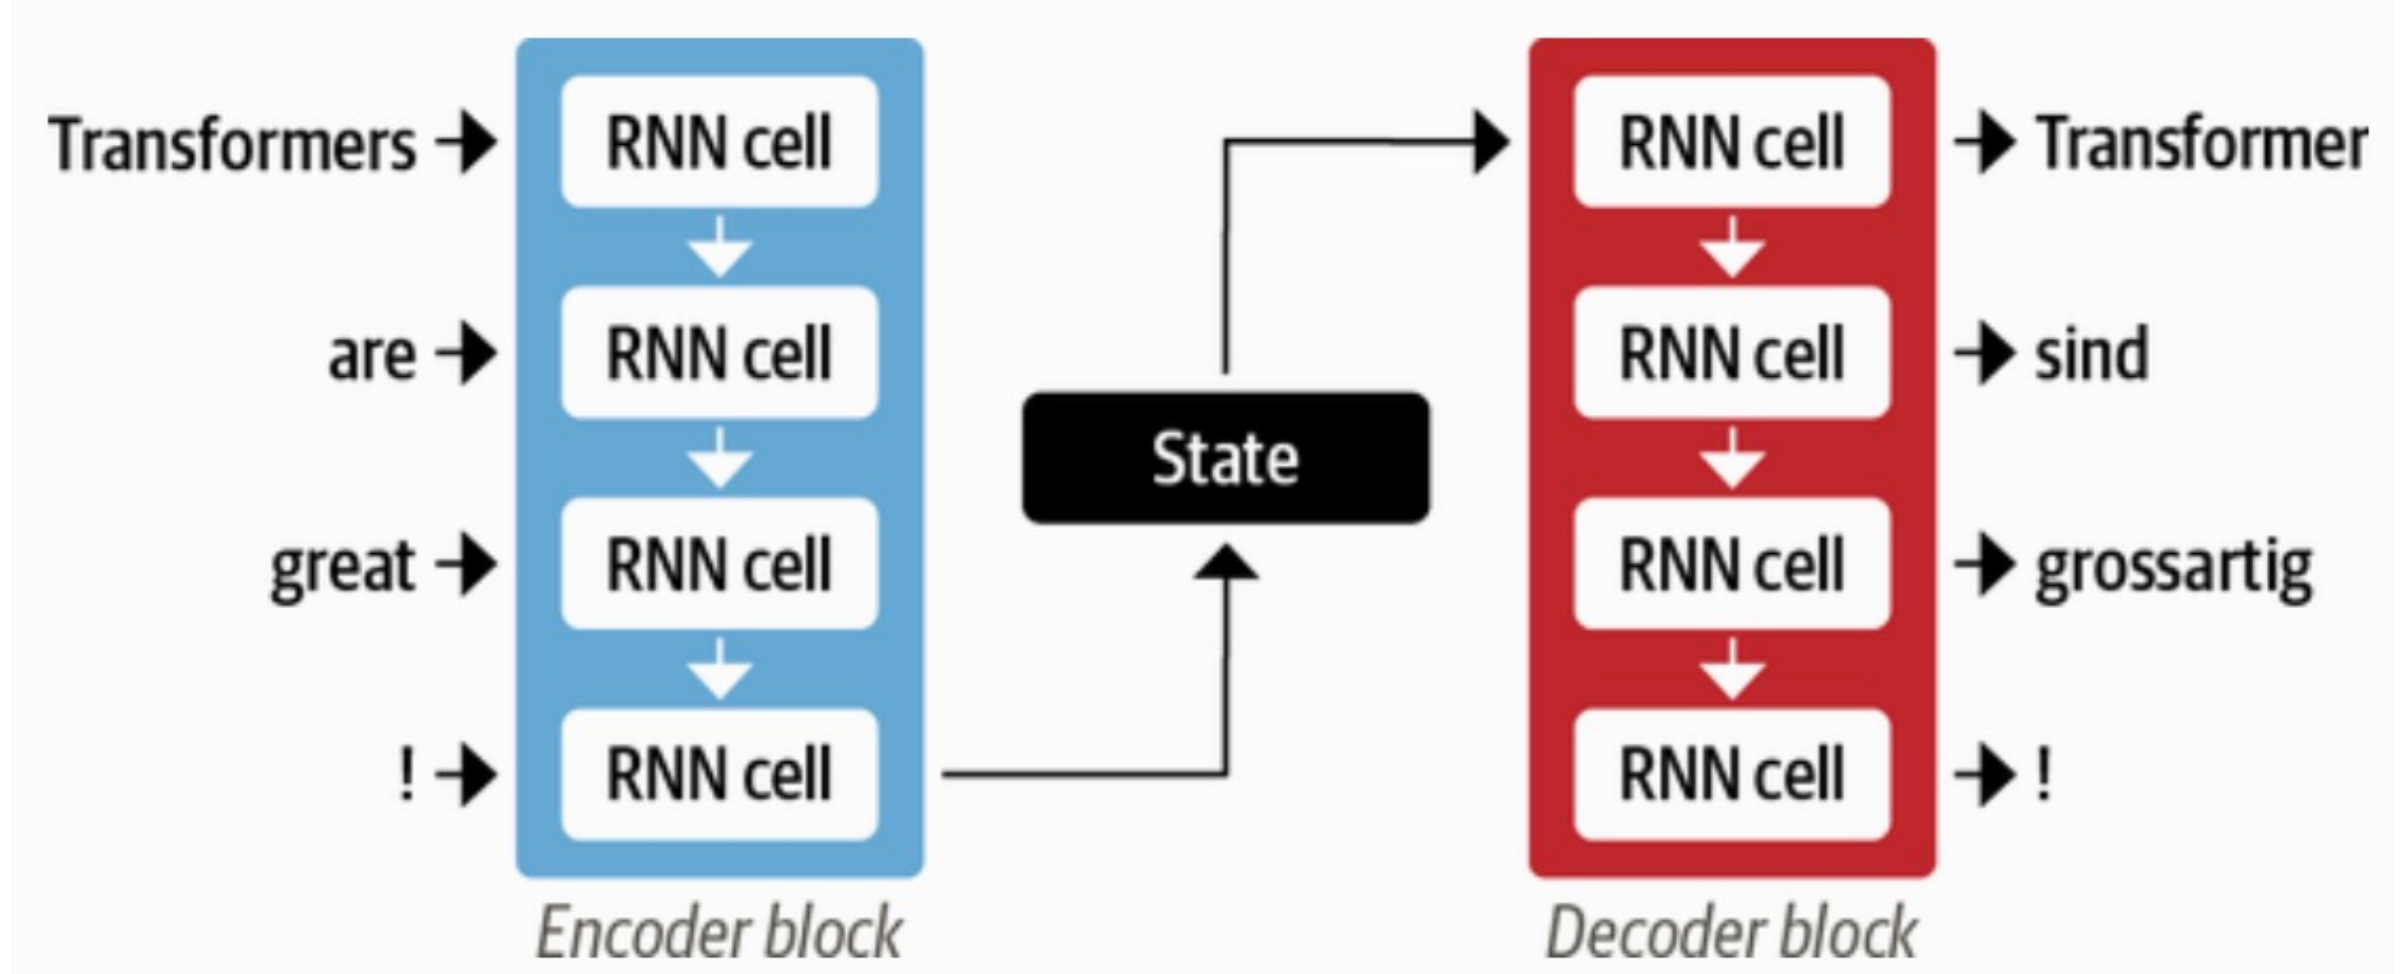 Transformers
RNN cell
are
RNN cell
great
RNN cell
!
RNN cell
Encoder block
State
RNN cell
Transformer
RNN cell
sind
RNN cell
grossartig
RNN cell
!
Decoder block